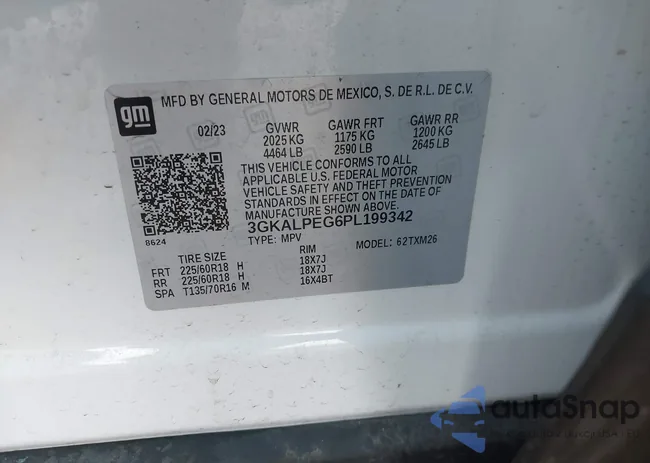 gm
MFD BY GENERAL MOTORS DE MEXICO, S. DE R.L. DE C.V.
02/23 GVWR GAWR FRT GAWR RR
2025 KG 1175 KG 1200 KG
4464 LB 2590 LB 2645 LB
THIS VEHICLE CONFORMS TO ALL
APPLICABLE U.S. FEDERAL MOTOR
VEHICLE SAFETY AND THEFT PREVENTION
STANDARDS IN EFFECT ON THE DATE OF
MANUFACTURE SHOWN ABOVE.
3GKALPEG6PL199342
8624
TYPE: MPV MODEL: 62TXM26
TIRE SIZE RIM
FRT 225/60R18 H 18X7J
RR 225/60R18 H 18X7J
SPA T135/70R16 M 16X4BT
autoSnap